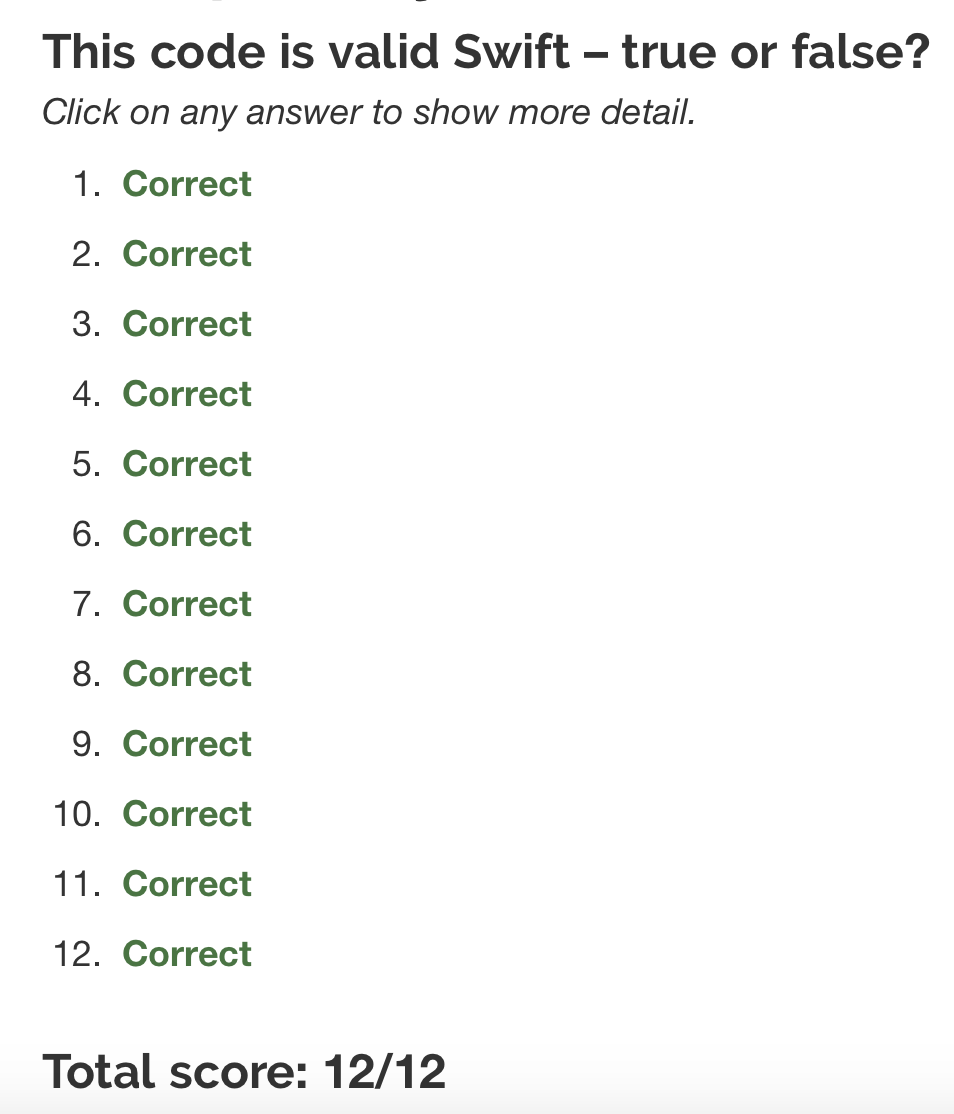 This code is valid Swift – true or false?
Click on any answer to show more detail.
1. Correct
2. Correct
3. Correct
4. Correct
5. Correct
6. Correct
7. Correct
8. Correct
9. Correct
10. Correct
11. Correct
12. Correct
Total score: 12/12